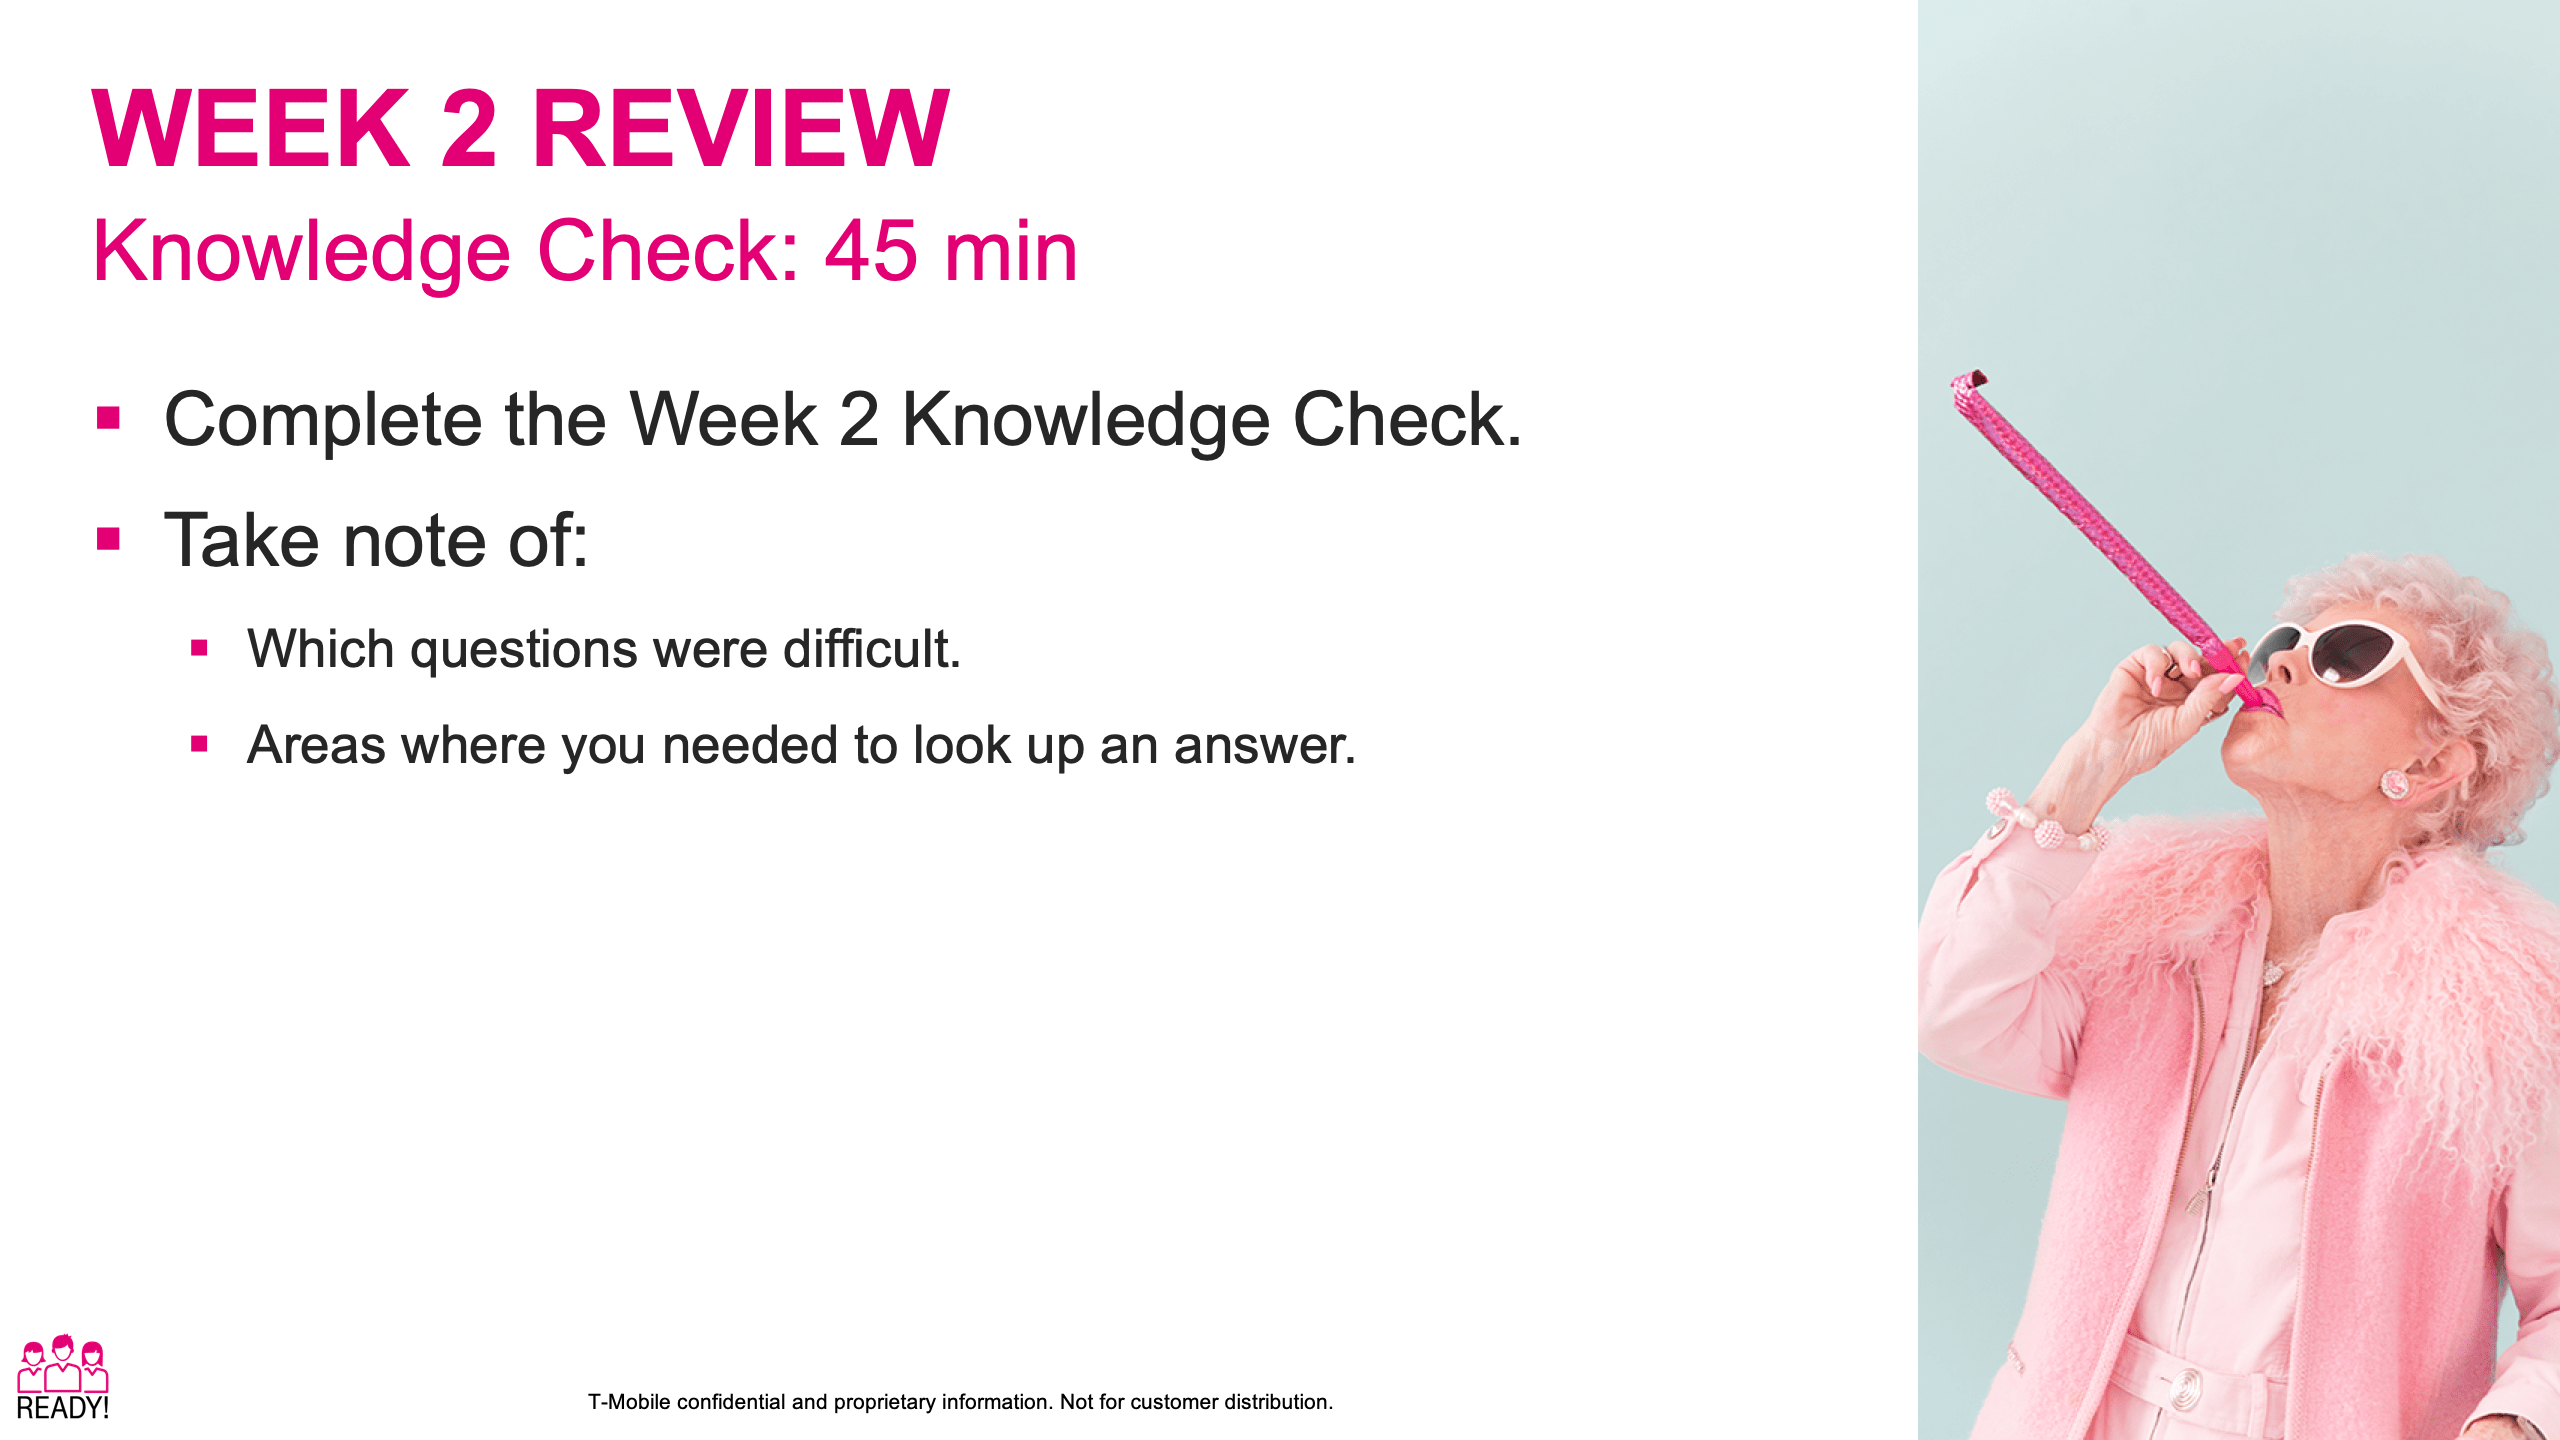 WEEK 2 REVIEW
Knowledge Check: 45 min
Complete the Week 2 Knowledge Check.
Take note of:
Which questions were difficult.
Areas where you needed to look up an answer.
READY!
T-Mobile confidential and proprietary information. Not for customer distribution.